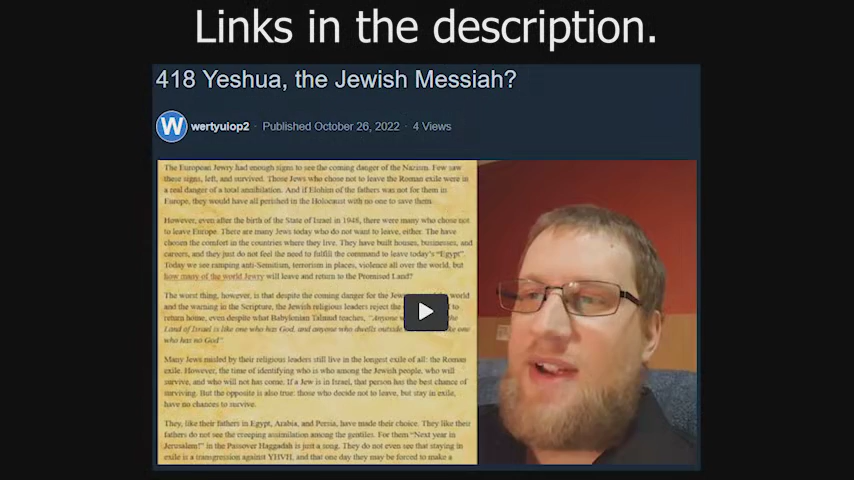 Links in the description.
418 Yeshua, the Jewish Messiah?
W
wertyuiop2 · Published October 26, 2022 · 4 Views
The European Jewry had enough signs to see the coming danger of the Nazism. Few saw
these signs, left, and survived. Those Jews who chose not to leave the Roman exile were in
a real danger of a total annihilation. And if Elohim of the fathers was not for them in
Europe, they would have all perished in the Holocaust with no one to save them.
However, even after the birth of the State of Israel in 1948, there were many who chose not
to leave Europe. There are many Jews today who do not want to leave, either. The have
chosen the comfort in the countries where they live. They have built houses, businesses, and
careers, and they just do not feel the need to fulfill the command to leave today's "Egypt".
Today we see ramping anti-Semitism, terrorism in places, violence all over the world, but
how many of the world Jewry will leave and return to the Promised Land?
The worst thing, however, is that despite the coming danger for the world
and the warning in the Scripture, the Jewish religious leaders reject the to
return home, even despite what Babylonian Talmud teaches, "Anyone the
Land of Israel is like one who has God, and anyone who dwells outside one
who has no God"
Many Jews misled by their religious leaders still live in the longest exile of all: the Roman
exile. However, the time of identifying who is who among the Jewish people, who will
survive, and who will not has come. If a Jew is in Israel, that person has the best chance of
surviving. But the opposite is also true: those who decide not to leave, but stay in exile,
have no chances to survive.
They, like their fathers in Egypt, Arabia, and Persia, have made their choice. They like their
fathers do not see the creeping assimilation among the gentiles. For them "Next year in
Jerusalem!" in the Passover Haggadah is just a song. They do not even see that staying in
exile is a transgression against YHVH, and that one day they may be forced to make a